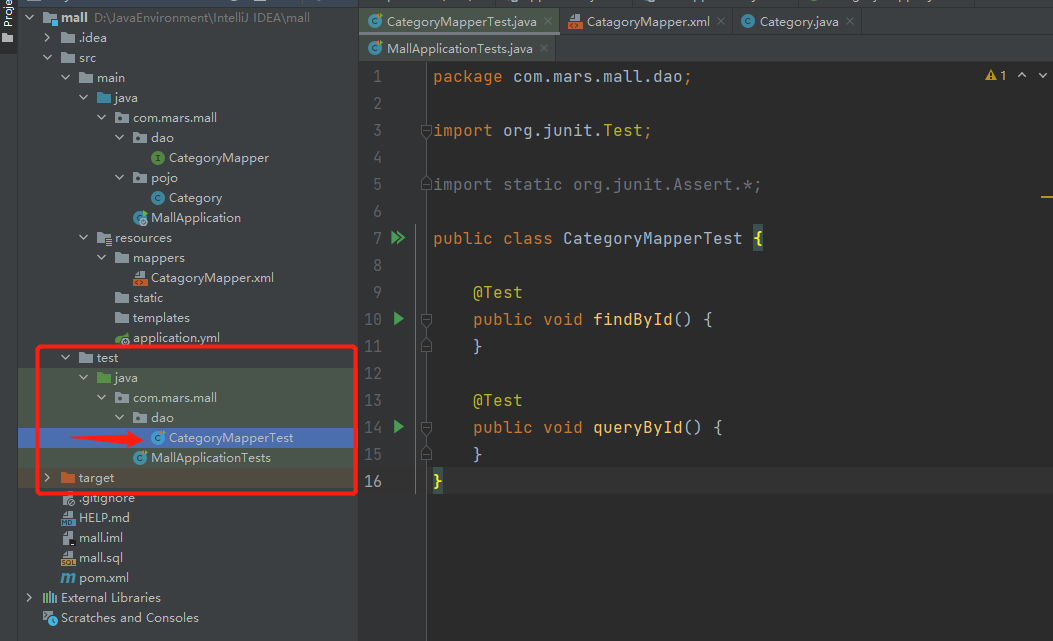 Proje
mall D:\JavaEnvironment\IntelliJ IDEA\mall
.idea
src
main
java
com.mars.mall
dao
CategoryMapper
pojo
Category
MallApplication
resources
mappers
CatagoryMapper.xml
static
templates
application.yml
test
java
com.mars.mall
dao
CategoryMapperTest
MallApplicationTests
target
.gitignore
HELP.md
mall.iml
mall.sql
pom.xml
External Libraries
Scratches and Consoles
CategoryMapperTest.java CatagoryMapper.xml Category.java
MallApplicationTests.java
1 package com.mars.mall.dao; 1
2
3 import org.junit.Test;
4
5 import static org.junit.Assert.*;
6
7 public class CategoryMapperTest {
8
9 @Test
10 public void findById() {
11 }
12
13 @Test
14 public void queryById() {
15 }
16 }